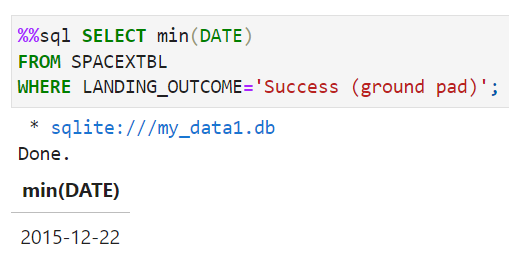 %%sql SELECT min(DATE)
FROM SPACEXTBL
WHERE LANDING_OUTCOME='Success (ground pad)';
* sqlite:///my_data1.db
Done.
min(DATE)
2015-12-22